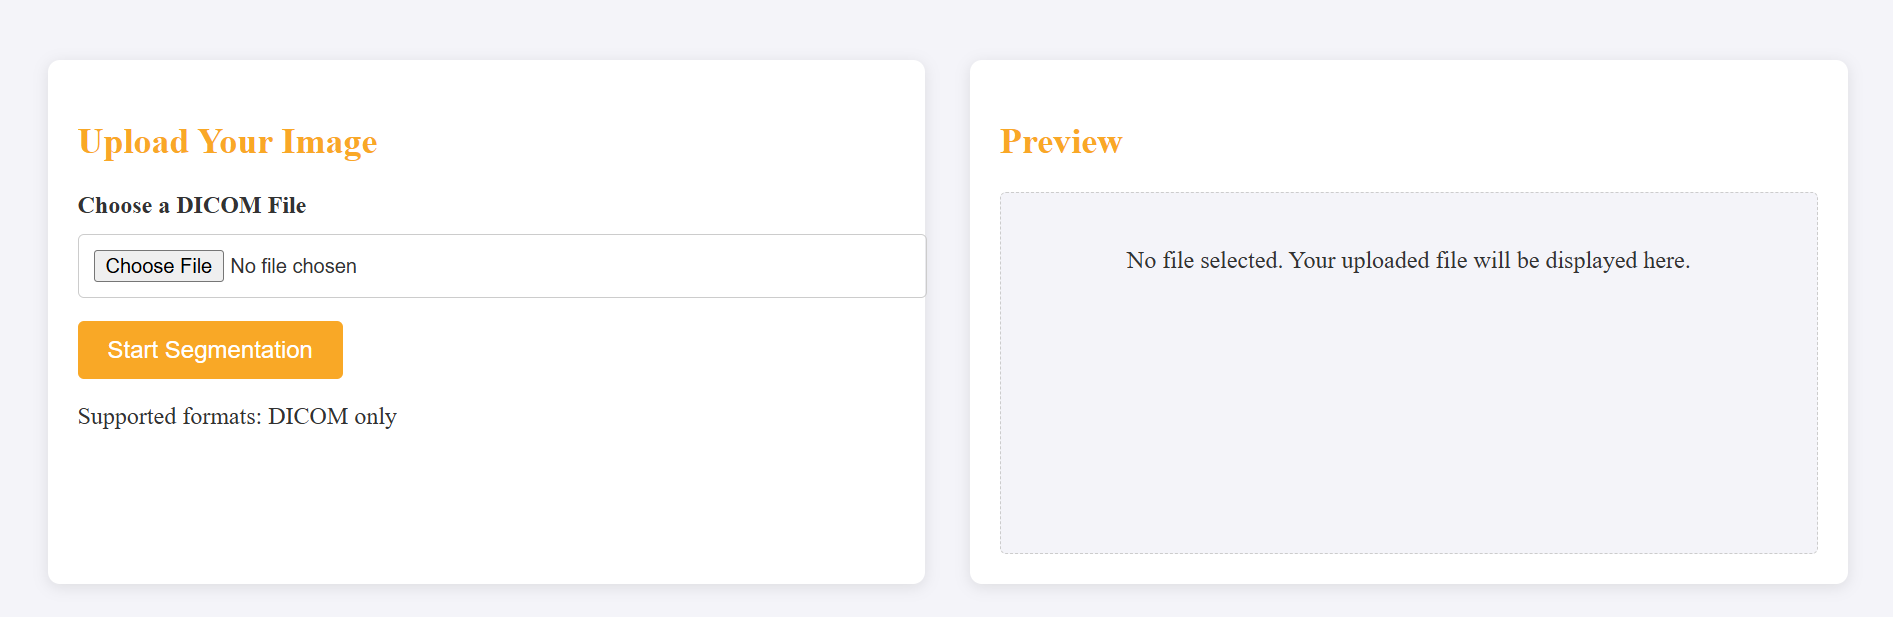 Upload Your Image
Choose a DICOM File
Choose File No file chosen
Start Segmentation
Supported formats: DICOM only
Preview
No file selected. Your uploaded file will be displayed here.